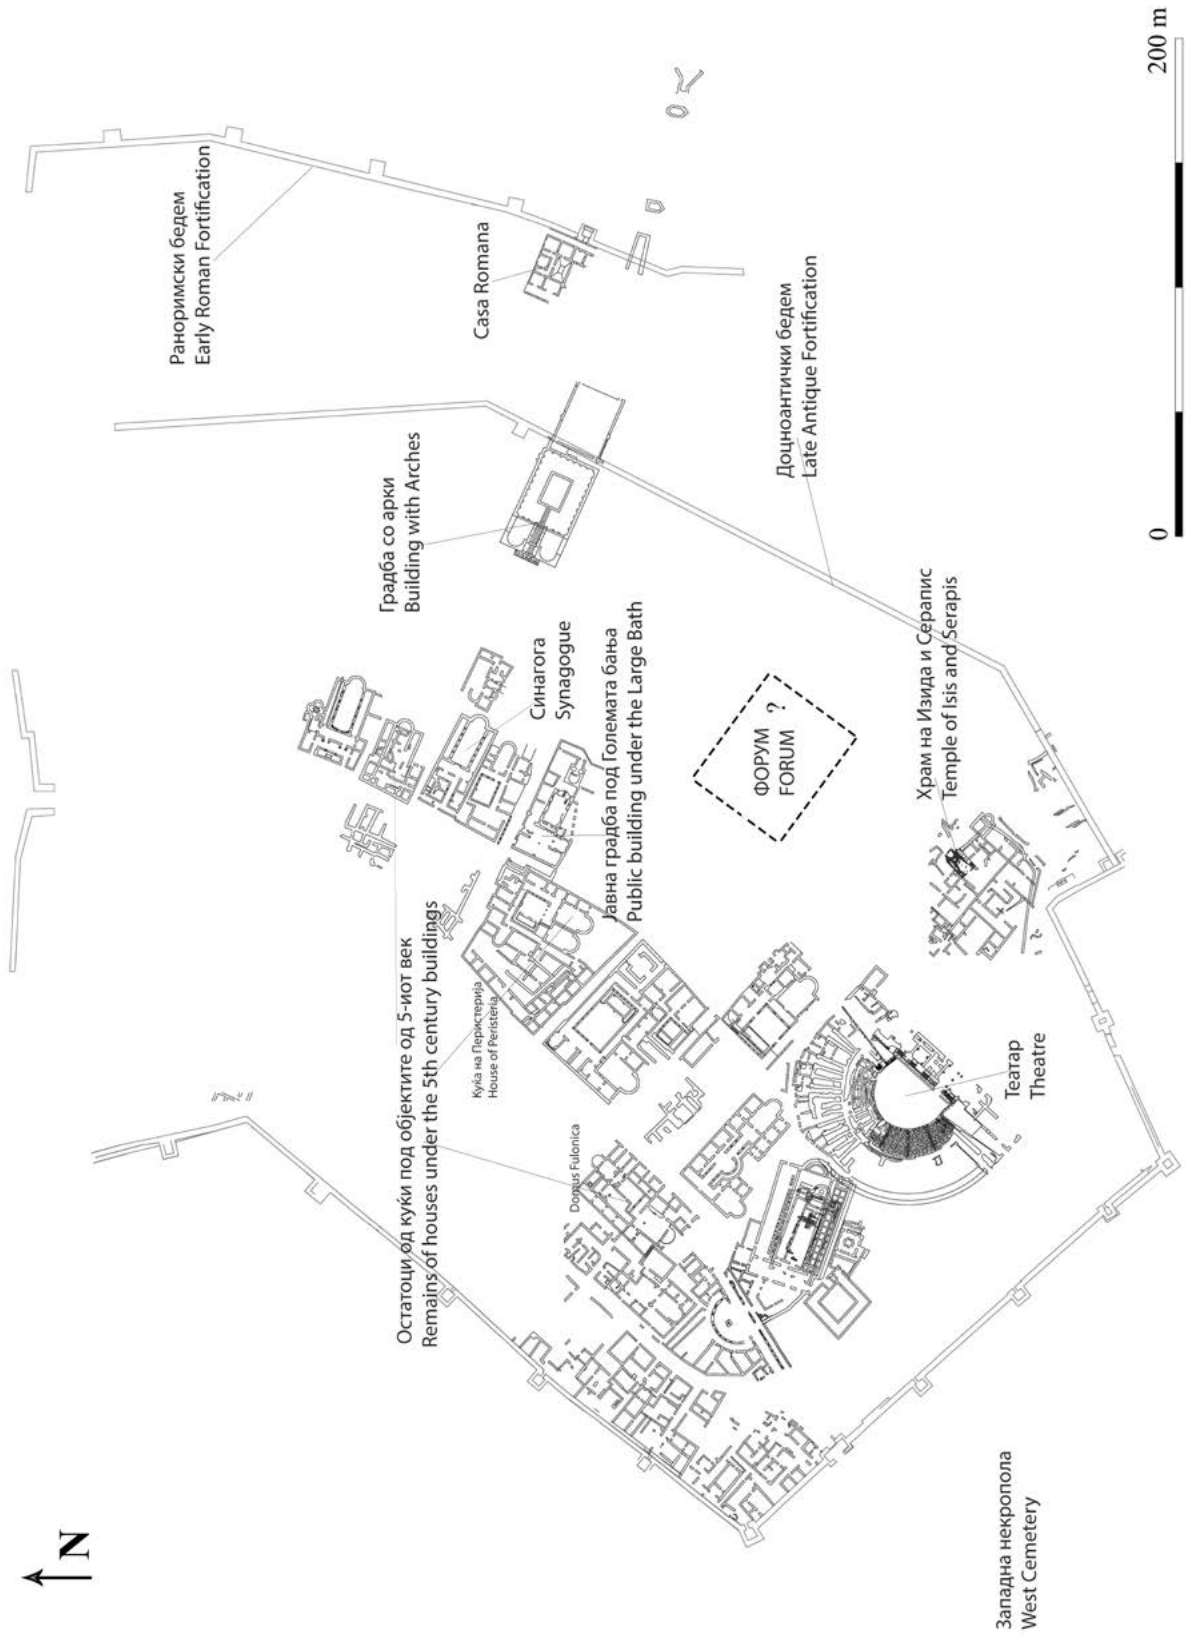 N
Раноримски бедем
Early Roman Fortification
Casa Romana
Градба со арки
Building with Arches
Доцноантички бедем
Late Antique Fortification
Синагога
Synagogue
Јавна градба под Големата бања
Public building under the Large Bath
ФОРУМ
FORUM
?
Храм на Изида и Серапис
Temple of Isis and Serapis
Остатоци од куќи под објектите од 5-иот век
Remains of houses under the 5th century buildings
Куќа на Перистерија
House of Peristeria
Domus Fulonica
Театар
Theatre
Западна некропола
West Cemetery
0
200 m